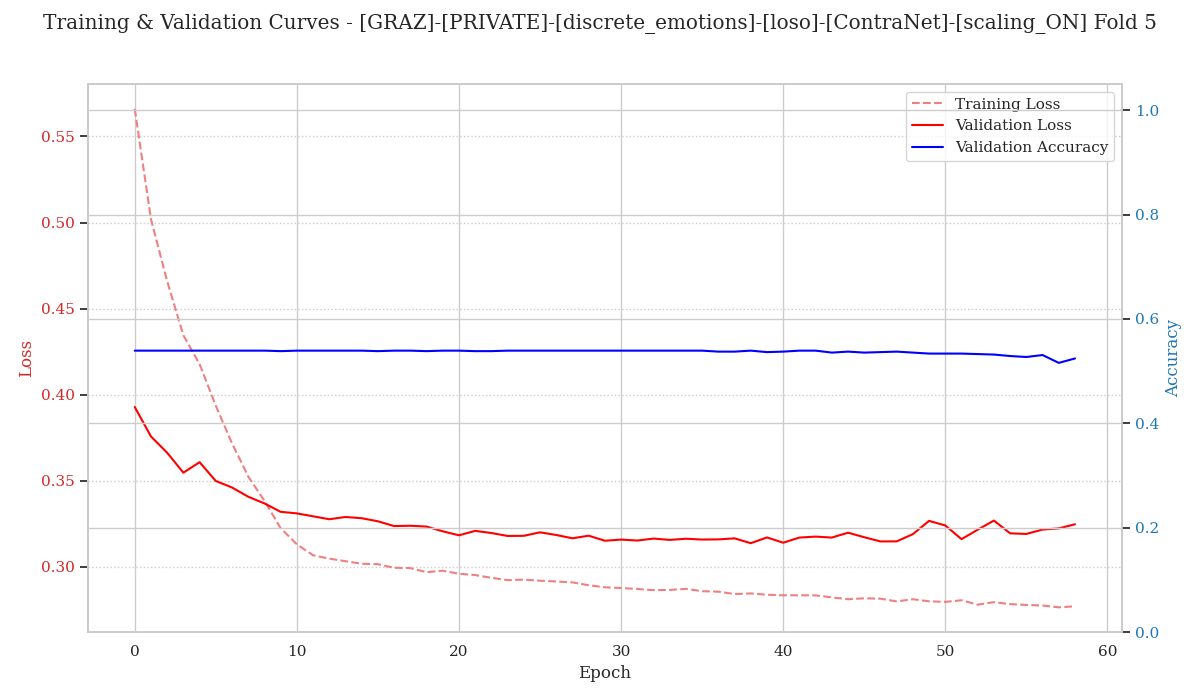 Training & Validation Curves - [GRAZ]-[PRIVATE]-[discrete_emotions]-[loso]-[ContraNet]-[scaling_ON] Fold 5
Training Loss
Validation Loss
Validation Accuracy
0.55
0.50
0.45
0.40
0.35
0.30
Loss
1.0
0.8
0.6
0.4
0.2
0.0
Accuracy
0 10 20 30 40 50 60
Epoch